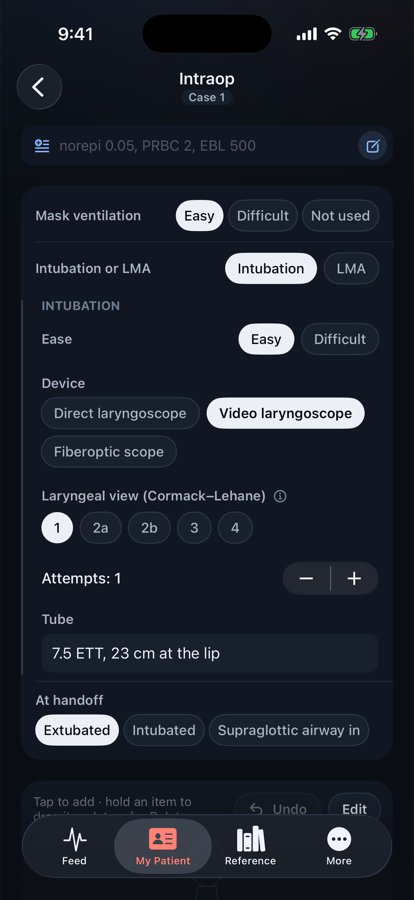 9:41
Intraop
Case 1
norepi 0.05, PRBC 2, EBL 500
Mask ventilation Easy Difficult Not used
Intubation or LMA Intubation LMA
INTUBATION
Ease Easy Difficult
Device
Direct laryngoscope Video laryngoscope
Fiberoptic scope
Laryngeal view (Cormack–Lehane)
1 2a 2b 3 4
Attempts: 1
Tube
7.5 ETT, 23 cm at the lip
At handoff
Extubated Intubated Supraglottic airway in
Tap to add · hold an item to
Undo Edit
Feed My Patient Reference More